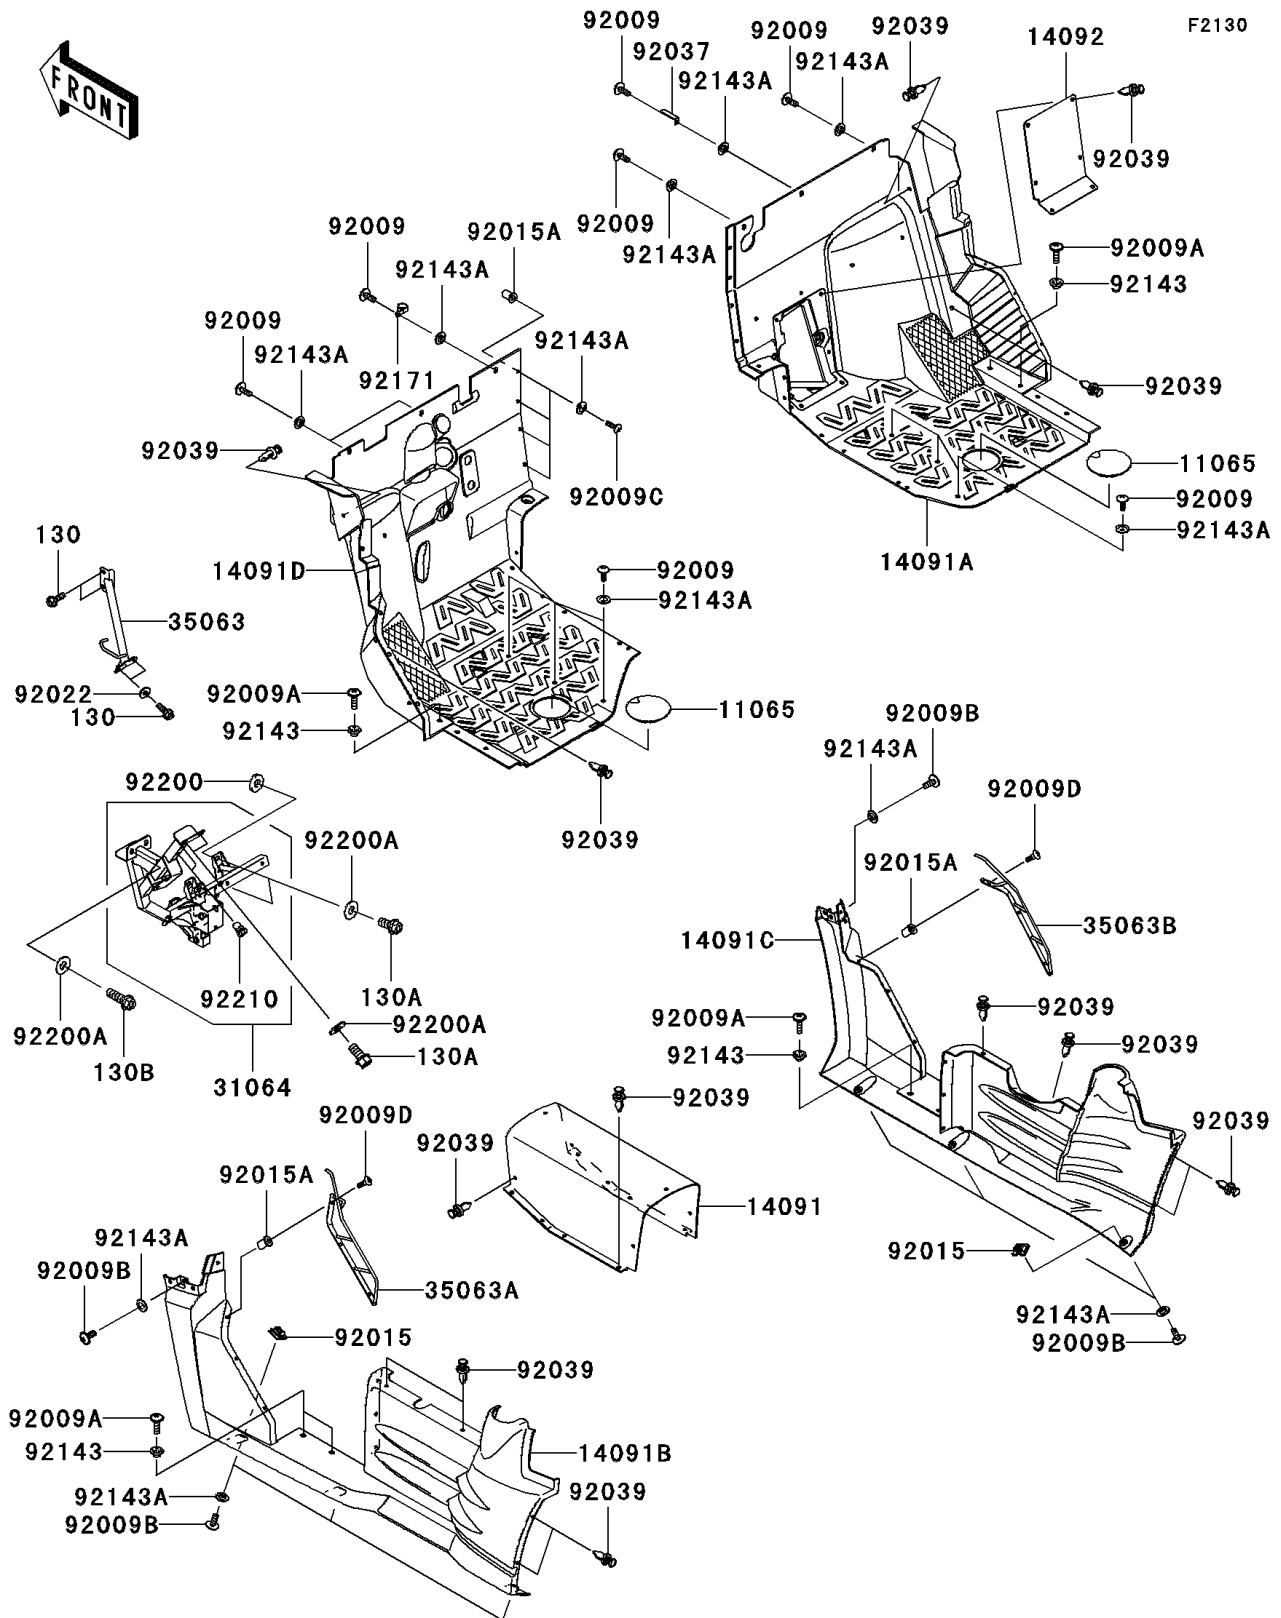 F2130
FRONT
92009
92009
92039
14092
92037
92143A
92143A
92039
92009
92143A
92009A
92143
92039
11065
92009
92143A
14091A
92009
92015A
92143A
92009
92143A
92143A
92171
92039
92009C
14091D
130
35063
92022
130
92009
92143A
92009A
92143
11065
92039
92200
92200A
92210
130A
92200A
130A
92200A
130B
31064
92009B
92143A
92009D
92015A
35063B
14091C
92009A
92143
92039
92039
92039
92015
92143A
92009B
92039
92039
14091
92009D
92015A
92143A
92009B
35063A
92015
92039
92009A
92143
14091B
92143A
92009B
92039